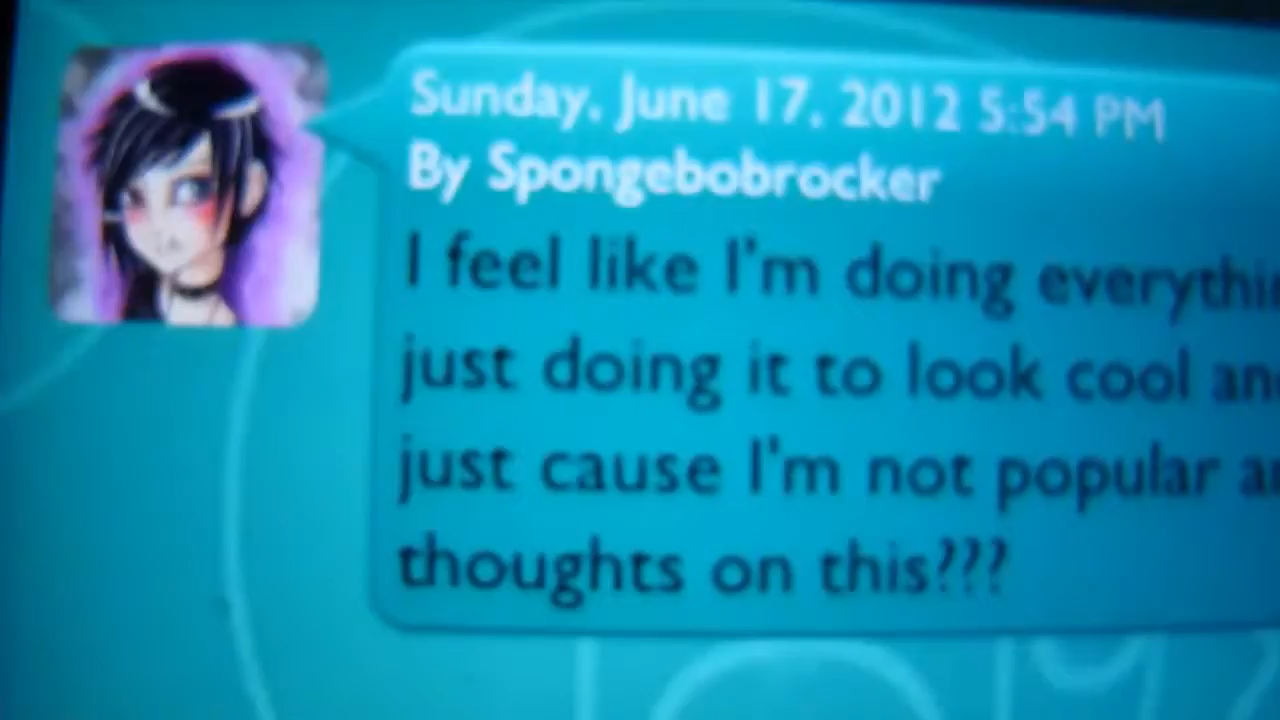 Sunday, June 17, 2012 5:54 PM
By Spongebobrocker
I feel like I'm doing
just doing it to look cool
just cause I'm not popular
thoughts on this???